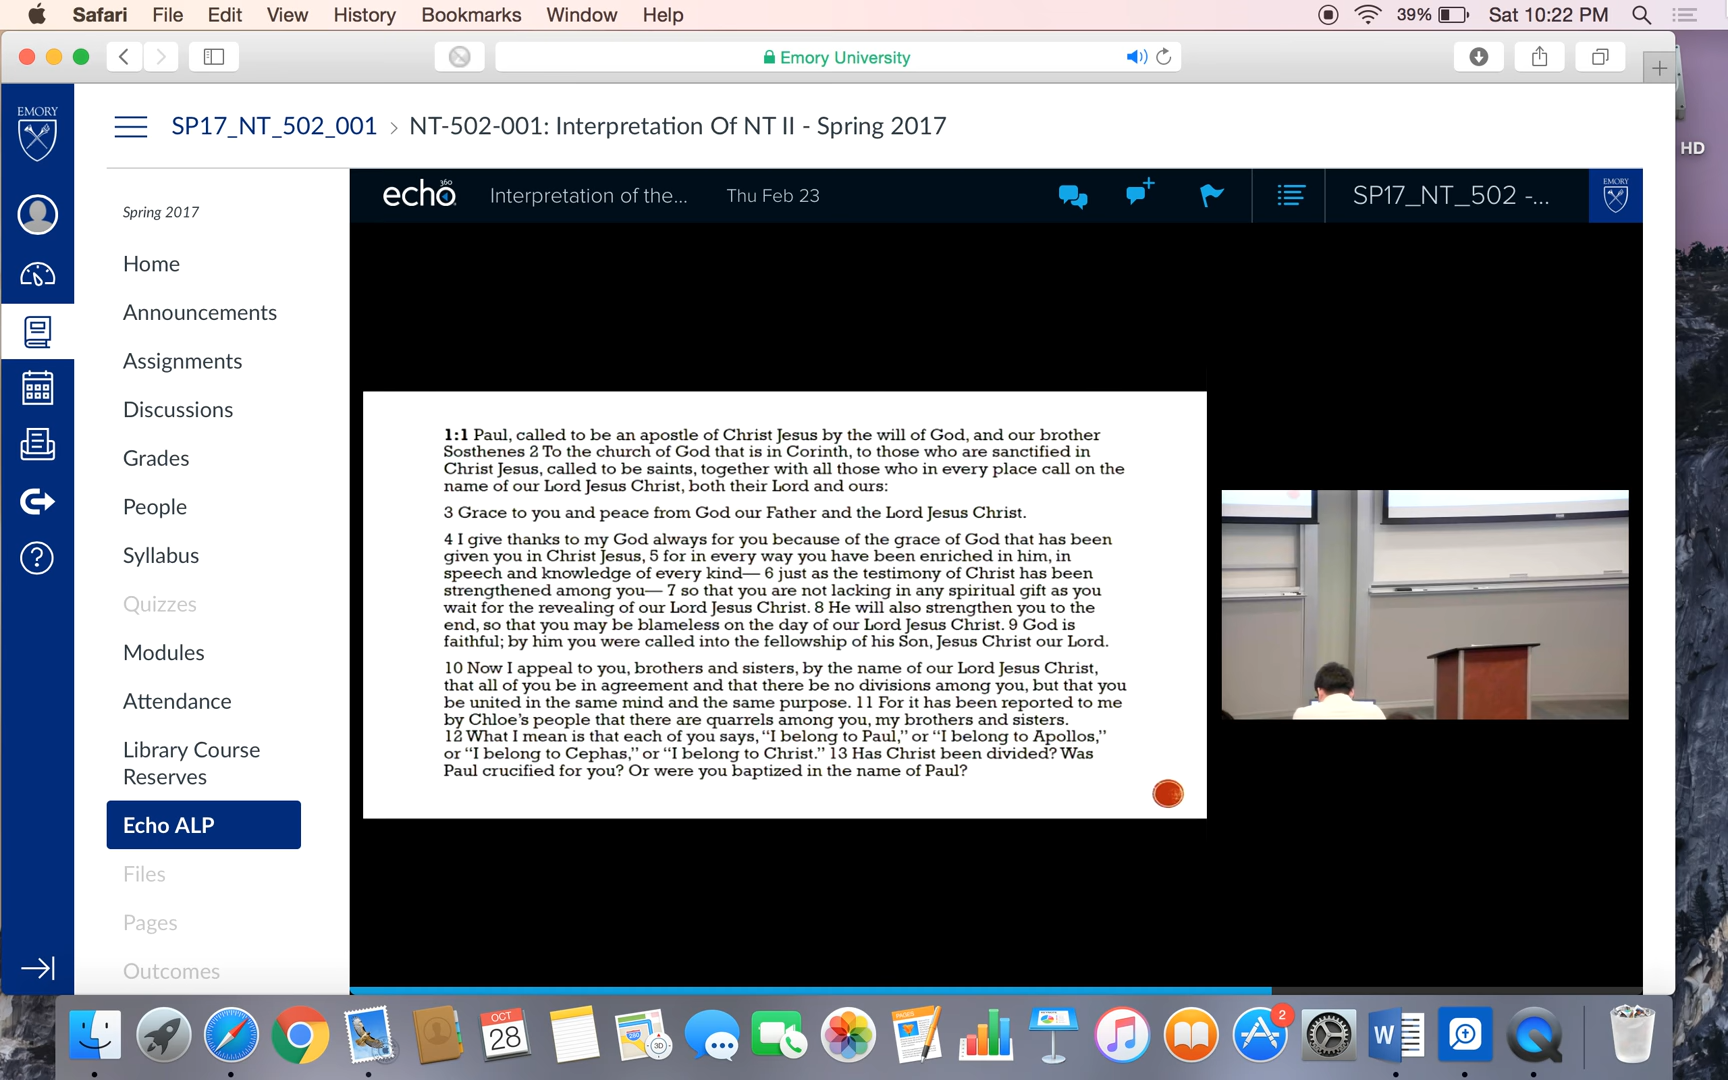 Safari File Edit View History Bookmarks Window Help 39% Sat 10:22 PM
Emory University
HD
EMORY
SP17_NT_502_001 > NT-502-001: Interpretation Of NT II - Spring 2017
echo360 Interpretation of the... Thu Feb 23 SP17_NT_502 -... EMORY
Spring 2017
Home
Announcements
Assignments
Discussions
Grades
People
Syllabus
Quizzes
Modules
Attendance
Library Course
Reserves
Echo ALP
Files
Pages
Outcomes
1:1 Paul, called to be an apostle of Christ Jesus by the will of God, and our brother
Sosthenes 2 To the church of God that is in Corinth, to those who are sanctified in
Christ Jesus, called to be saints, together with all those who in every place call on the
name of our Lord Jesus Christ, both their Lord and ours:
3 Grace to you and peace from God our Father and the Lord Jesus Christ.
4 I give thanks to my God always for you because of the grace of God that has been
given you in Christ Jesus, 5 for in every way you have been enriched in him, in
speech and knowledge of every kind— 6 just as the testimony of Christ has been
strengthened among you— 7 so that you are not lacking in any spiritual gift as you
wait for the revealing of our Lord Jesus Christ. 8 He will also strengthen you to the
end, so that you may be blameless on the day of our Lord Jesus Christ. 9 God is
faithful; by him you were called into the fellowship of his Son, Jesus Christ our Lord.
10 Now I appeal to you, brothers and sisters, by the name of our Lord Jesus Christ,
that all of you be in agreement and that there be no divisions among you, but that you
be united in the same mind and the same purpose. 11 For it has been reported to me
by Chloe's people that there are quarrels among you, my brothers and sisters.
12 What I mean is that each of you says, "I belong to Paul," or "I belong to Apollos,"
or "I belong to Cephas," or "I belong to Christ." 13 Has Christ been divided? Was
Paul crucified for you? Or were you baptized in the name of Paul?
OCT
28
PAGES
3D
2
W